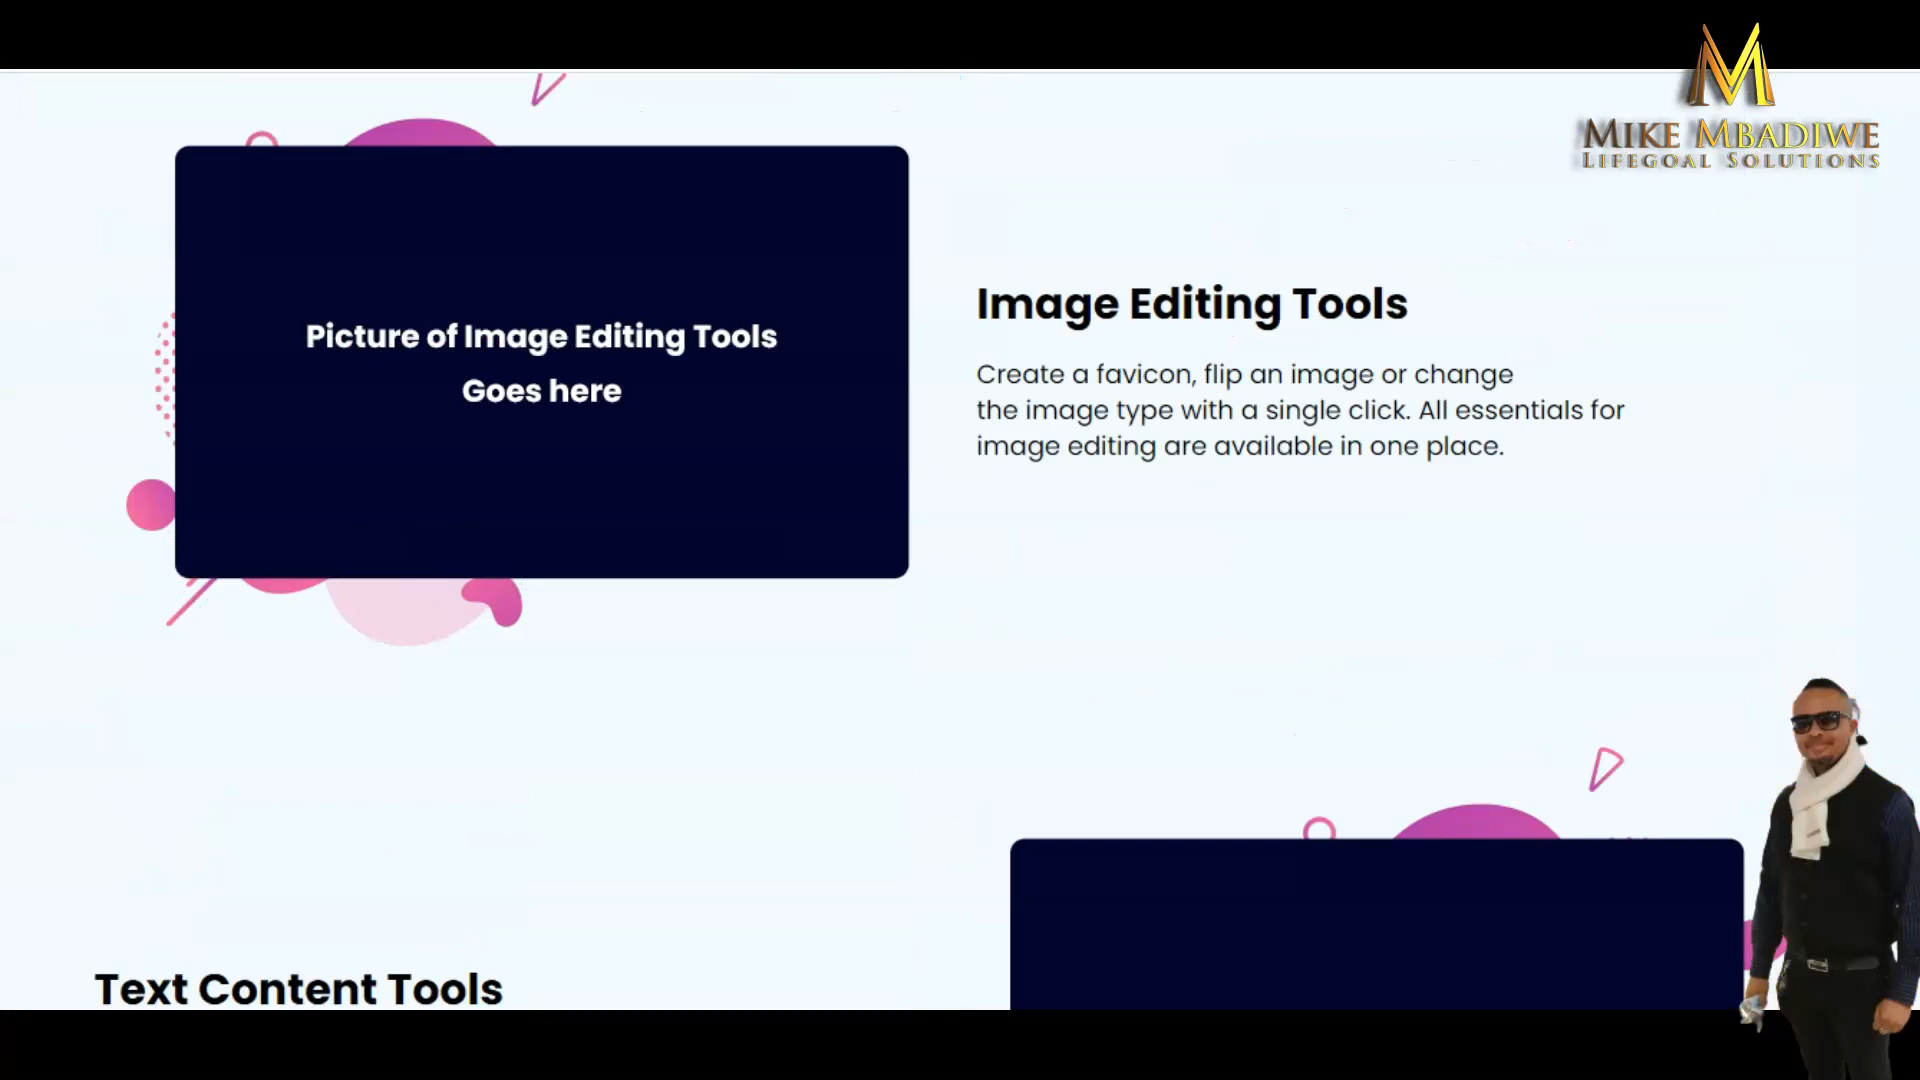 MIKE MBADIWE
LIFEGOAL SOLUTIONS
Picture of Image Editing Tools
Goes here
Image Editing Tools
Create a favicon, flip an image or change
the image type with a single click. All essentials for
image editing are available in one place.
Text Content Tools